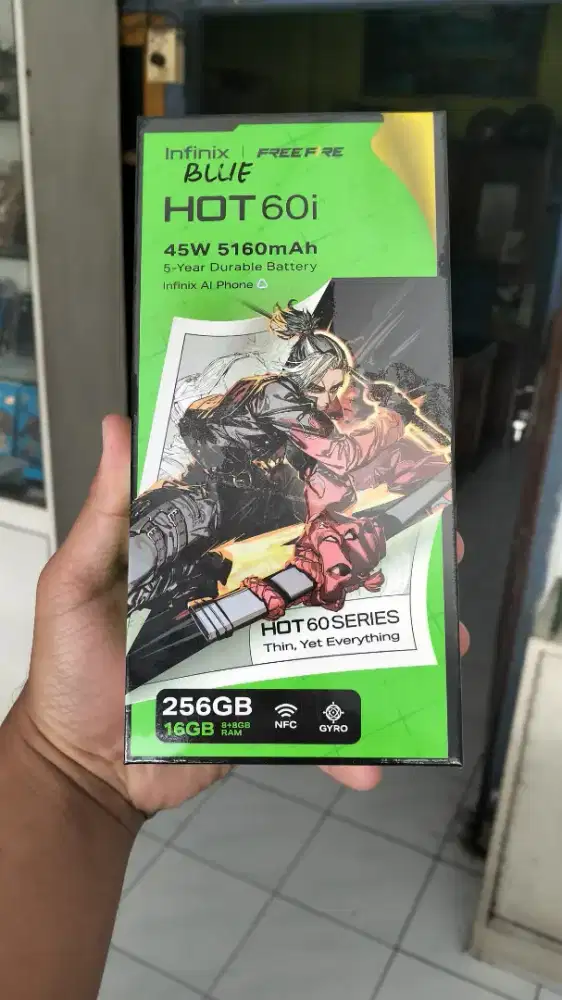 Infinix | FREE FIRE
BLUE
HOT 60i
45W 5160mAh
5-Year Durable Battery
Infinix AI Phone
HOT 60 SERIES
Thin, Yet Everything
256GB
16GB 8+8GB RAM
NFC
GYRO